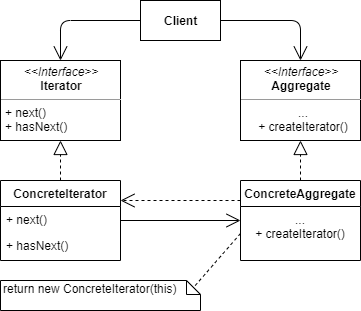 Client
<<Interface>>
Iterator
+ next()
+ hasNext()
<<Interface>>
Aggregate
...
+ createIterator()
ConcreteIterator
+ next()
+ hasNext()
ConcreteAggregate
...
+ createIterator()
return new ConcreteIterator(this)